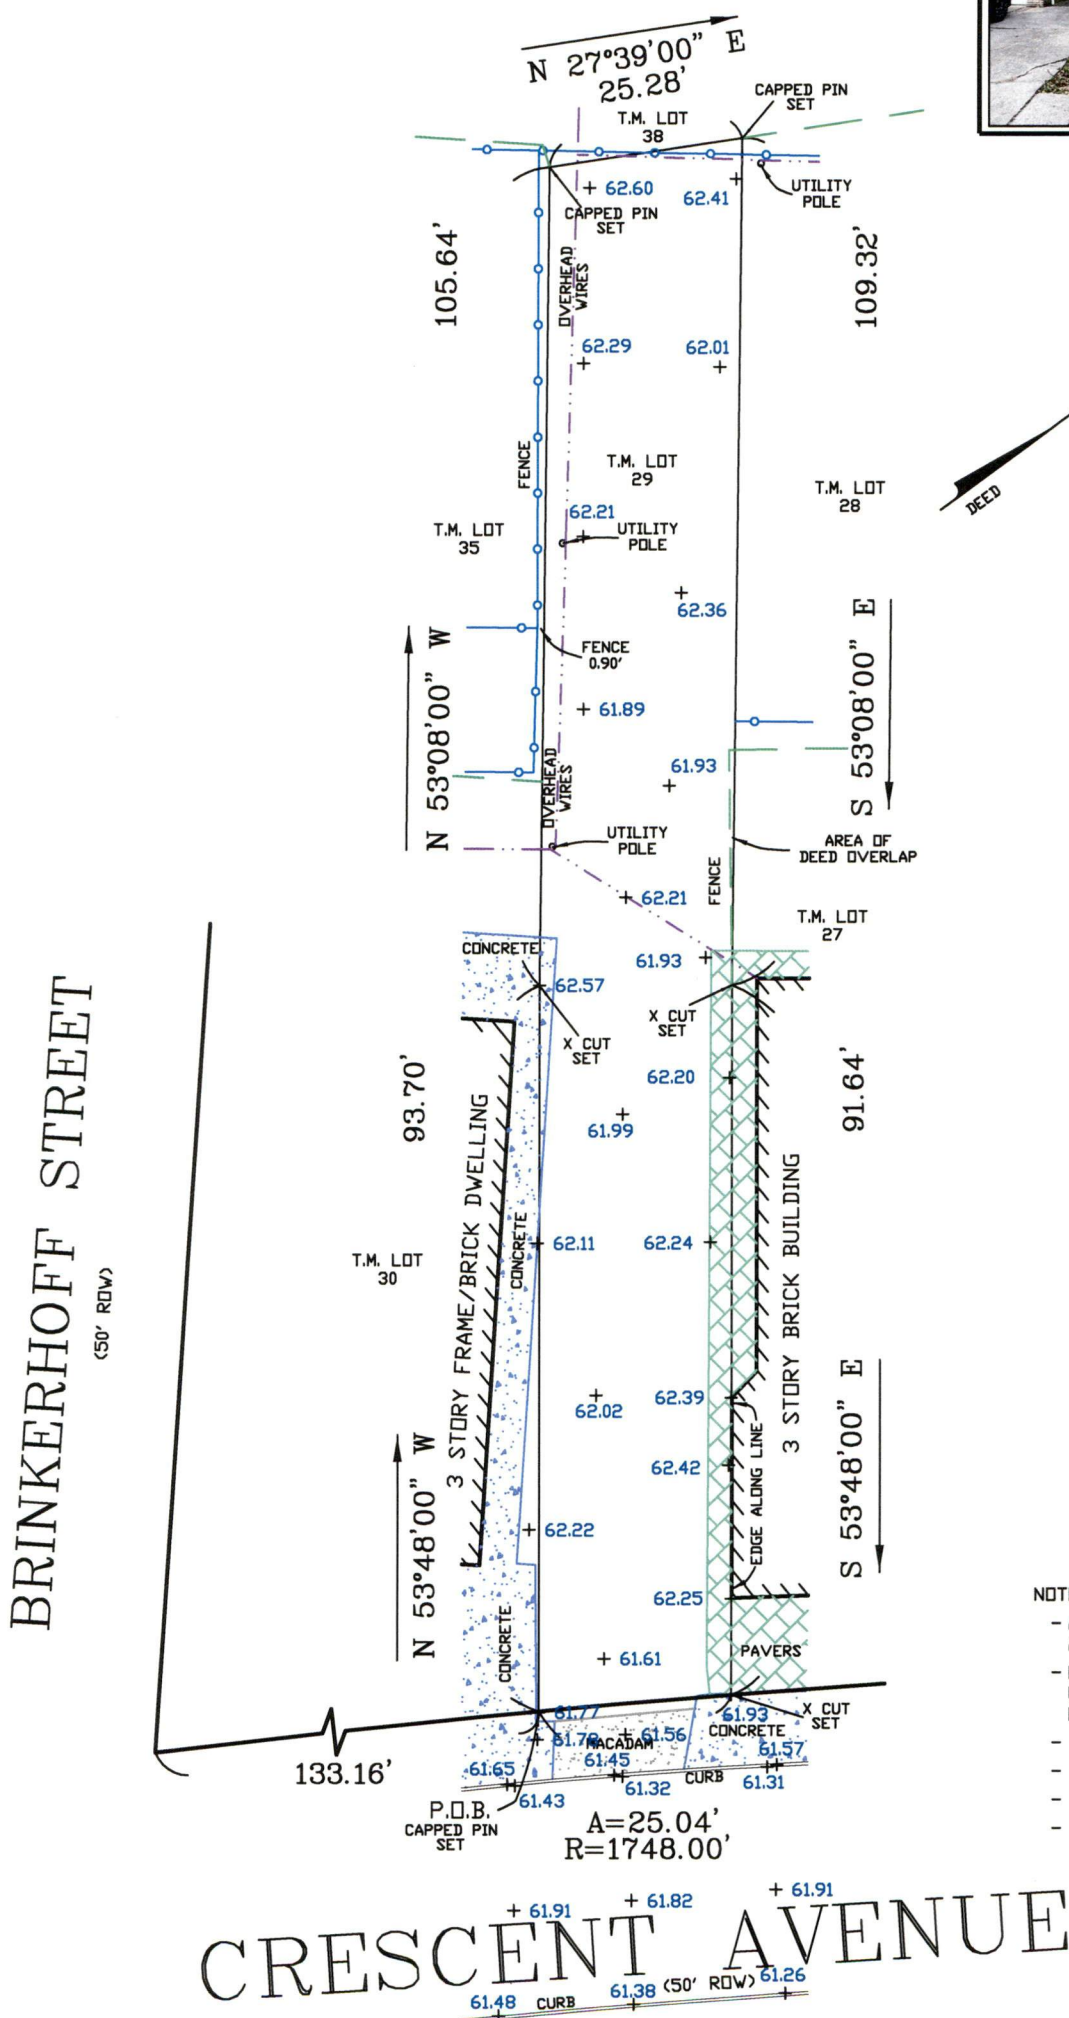 N 27°39'00" E
25.28'
CAPPED PIN
SET
T.M. LOT
38
UTILITY
POLE
62.60
62.41
CAPPED PIN
SET
105.64'
109.32'
OVERHEAD
WIRES
62.29
62.01
FENCE
T.M. LOT
29
T.M. LOT
28
DEED
T.M. LOT
35
62.21
UTILITY
POLE
62.36
FENCE
0.90'
N 53°08'00" W
S 53°08'00" E
61.89
61.93
OVERHEAD
WIRES
UTILITY
POLE
AREA OF
DEED OVERLAP
FENCE
62.21
T.M. LOT
27
CONCRETE
61.93
62.57
X CUT
SET
X CUT
SET
BRINKERHOFF STREET
(50' ROW)
93.70'
91.64'
62.20
61.99
3 STORY FRAME/BRICK DWELLING
CONCRETE
3 STORY BRICK BUILDING
62.11
62.24
T.M. LOT
30
62.02
62.39
62.42
EDGE ALONG LINE
N 53°48'00" W
S 53°48'00" E
62.22
62.25
CONCRETE
61.61
PAVERS
61.77
61.93
X CUT
SET
61.78
MACADAM
61.56
CONCRETE
61.57
61.65
61.45
61.43
61.32
CURB
61.31
133.16'
P.O.B.
CAPPED PIN
SET
A=25.04'
R=1748.00'
61.91
61.82
61.91
CRESCENT AVENUE
(50' ROW)
61.48
CURB
61.38
61.26